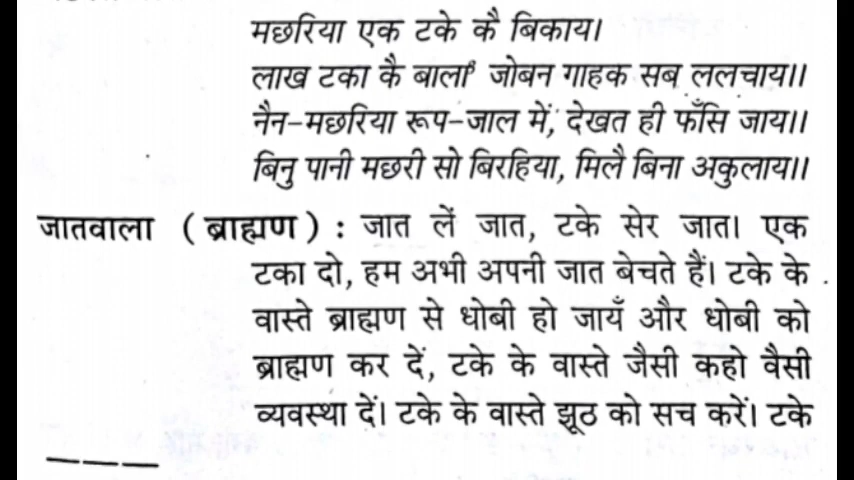 मछरिया एक टके कै बिकाय।
लाख टका कै बाला जोबन गाहक सब ललचाय।।
नैन-मछरिया रूप-जाल में, देखत ही फँसि जाय।।
बिनु पानी मछरी सो बिरहिया, मिलै बिना अकुलाय।।
जातवाला (ब्राह्मण) : जात लें जात, टके सेर जात। एक
टका दो, हम अभी अपनी जात बेचते हैं। टके के
वास्ते ब्राह्मण से धोबी हो जायँ और धोबी को
ब्राह्मण कर दें, टके के वास्ते जैसी कहो वैसी
व्यवस्था दें। टके के वास्ते झूठ को सच करें। टके